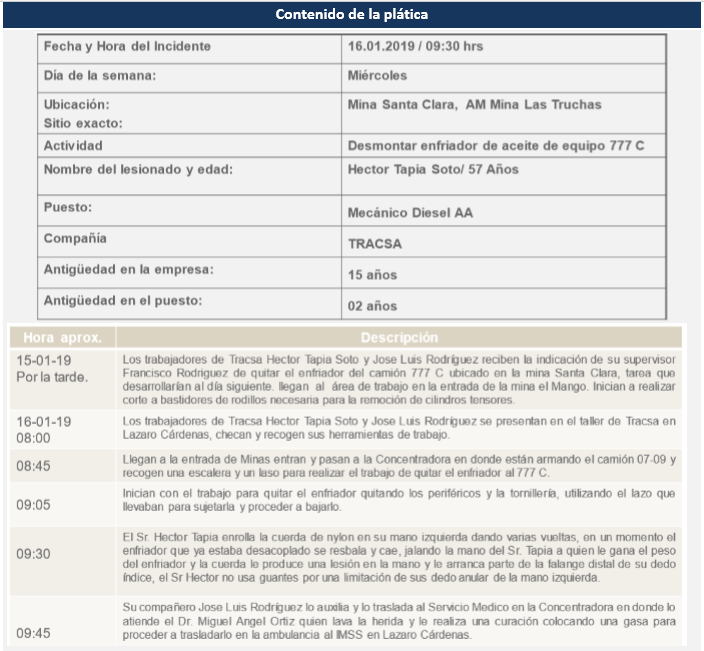 Contenido de la plática
Fecha y Hora del Incidente
16.01.2019 / 09:30 hrs
Día de la semana:
Miércoles
Ubicación:
Sitio exacto:
Mina Santa Clara, AM Mina Las Truchas
Actividad
Desmontar enfriador de aceite de equipo 777 C
Nombre del lesionado y edad:
Hector Tapia Soto/ 57 Años
Puesto:
Mecánico Diesel AA
Compañía
TRACSA
Antigüedad en la empresa:
15 años
Antigüedad en el puesto:
02 años
Hora aprox.
Descripción
15-01-19
Por la tarde.
Los trabajadores de Tracsa Hector Tapia Soto y Jose Luis Rodríguez reciben la indicación de su supervisor
Francisco Rodriguez de quitar el enfriador del camión 777 C ubicado en la mina Santa Clara, tarea que
desarrollarían al día siguiente. llegan al área de trabajo en la entrada de la mina el Mango. Inician a realizar
corte a bastidores de rodillos necesaria para la remoción de cilindros tensores.
16-01-19
08:00
Los trabajadores de Tracsa Hector Tapia Soto y Jose Luis Rodríguez se presentan en el taller de Tracsa en
Lazaro Cárdenas, checan y recogen sus herramientas de trabajo.
08:45
Llegan a la entrada de Minas entran y pasan a la Concentradora en donde están armando el camión 07-09 y
recogen una escalera y un laso para realizar el trabajo de quitar el enfriador al 777 C.
09:05
Inician con el trabajo para quitar el enfriador quitando los periféricos y la tornillería, utilizando el lazo que
llevaban para sujetarla y proceder a bajarlo.
09:30
El Sr. Hector Tapia enrolla la cuerda de nylon en su mano izquierda dando varias vueltas, en un momento el
enfriador que ya estaba desacoplado se resbala y cae, jalando la mano del Sr. Tapia a quien le gana el peso
del enfriador y la cuerda le produce una lesión en la mano y le arranca parte de la falange distal de su dedo
índice, el Sr Hector no usa guantes por una limitación de sus dedo anular de la mano izquierda.
09:45
Su compañero Jose Luis Rodríguez lo auxilia y lo traslada al Servicio Medico en la Concentradora en donde lo
atiende el Dr. Miguel Angel Ortiz quien lava la herida y le realiza una curación colocando una gasa para
proceder a trasladarlo en la ambulancia al IMSS en Lazaro Cárdenas.